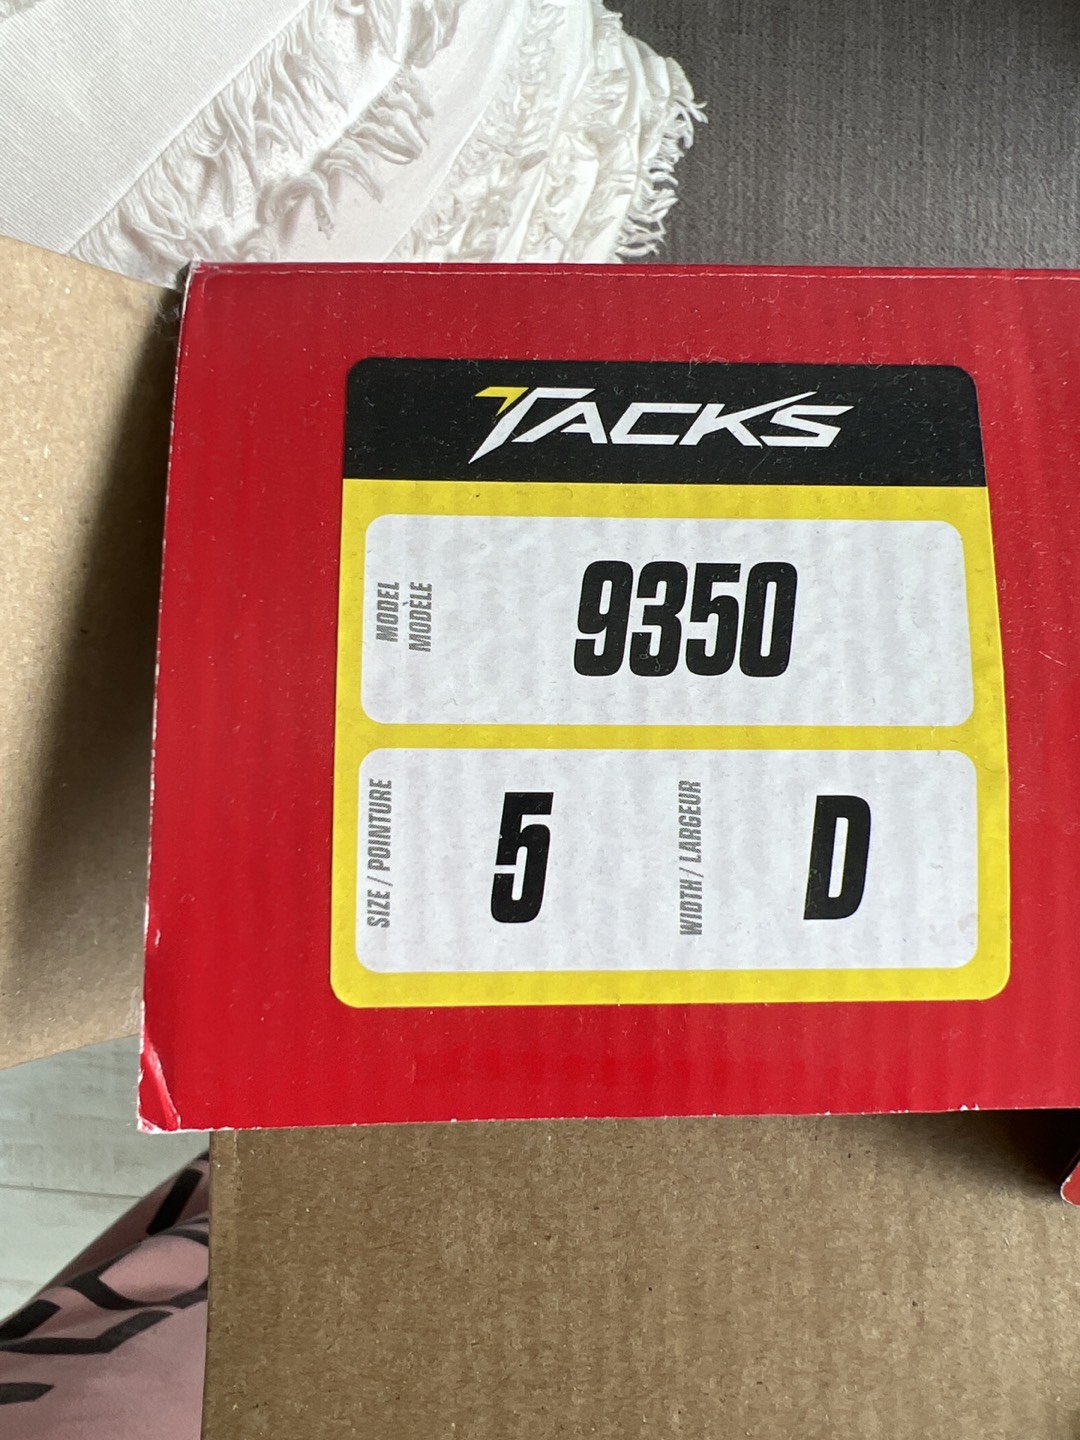 TACKS
MODEL
MODÈLE
9350
SIZE / POINTURE
5
WIDTH / LARGEUR
D